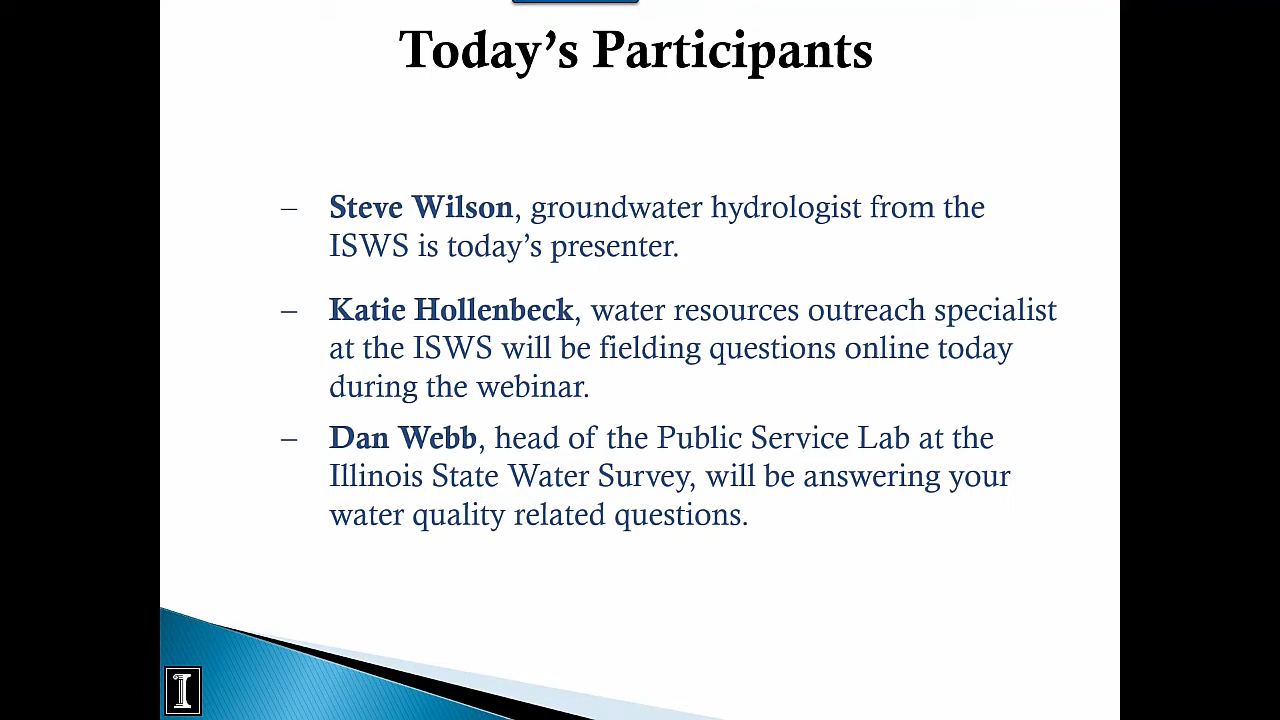 Today’s Participants
– Steve Wilson, groundwater hydrologist from the
ISWS is today’s presenter.
– Katie Hollenbeck, water resources outreach specialist
at the ISWS will be fielding questions online today
during the webinar.
– Dan Webb, head of the Public Service Lab at the
Illinois State Water Survey, will be answering your
water quality related questions.
I